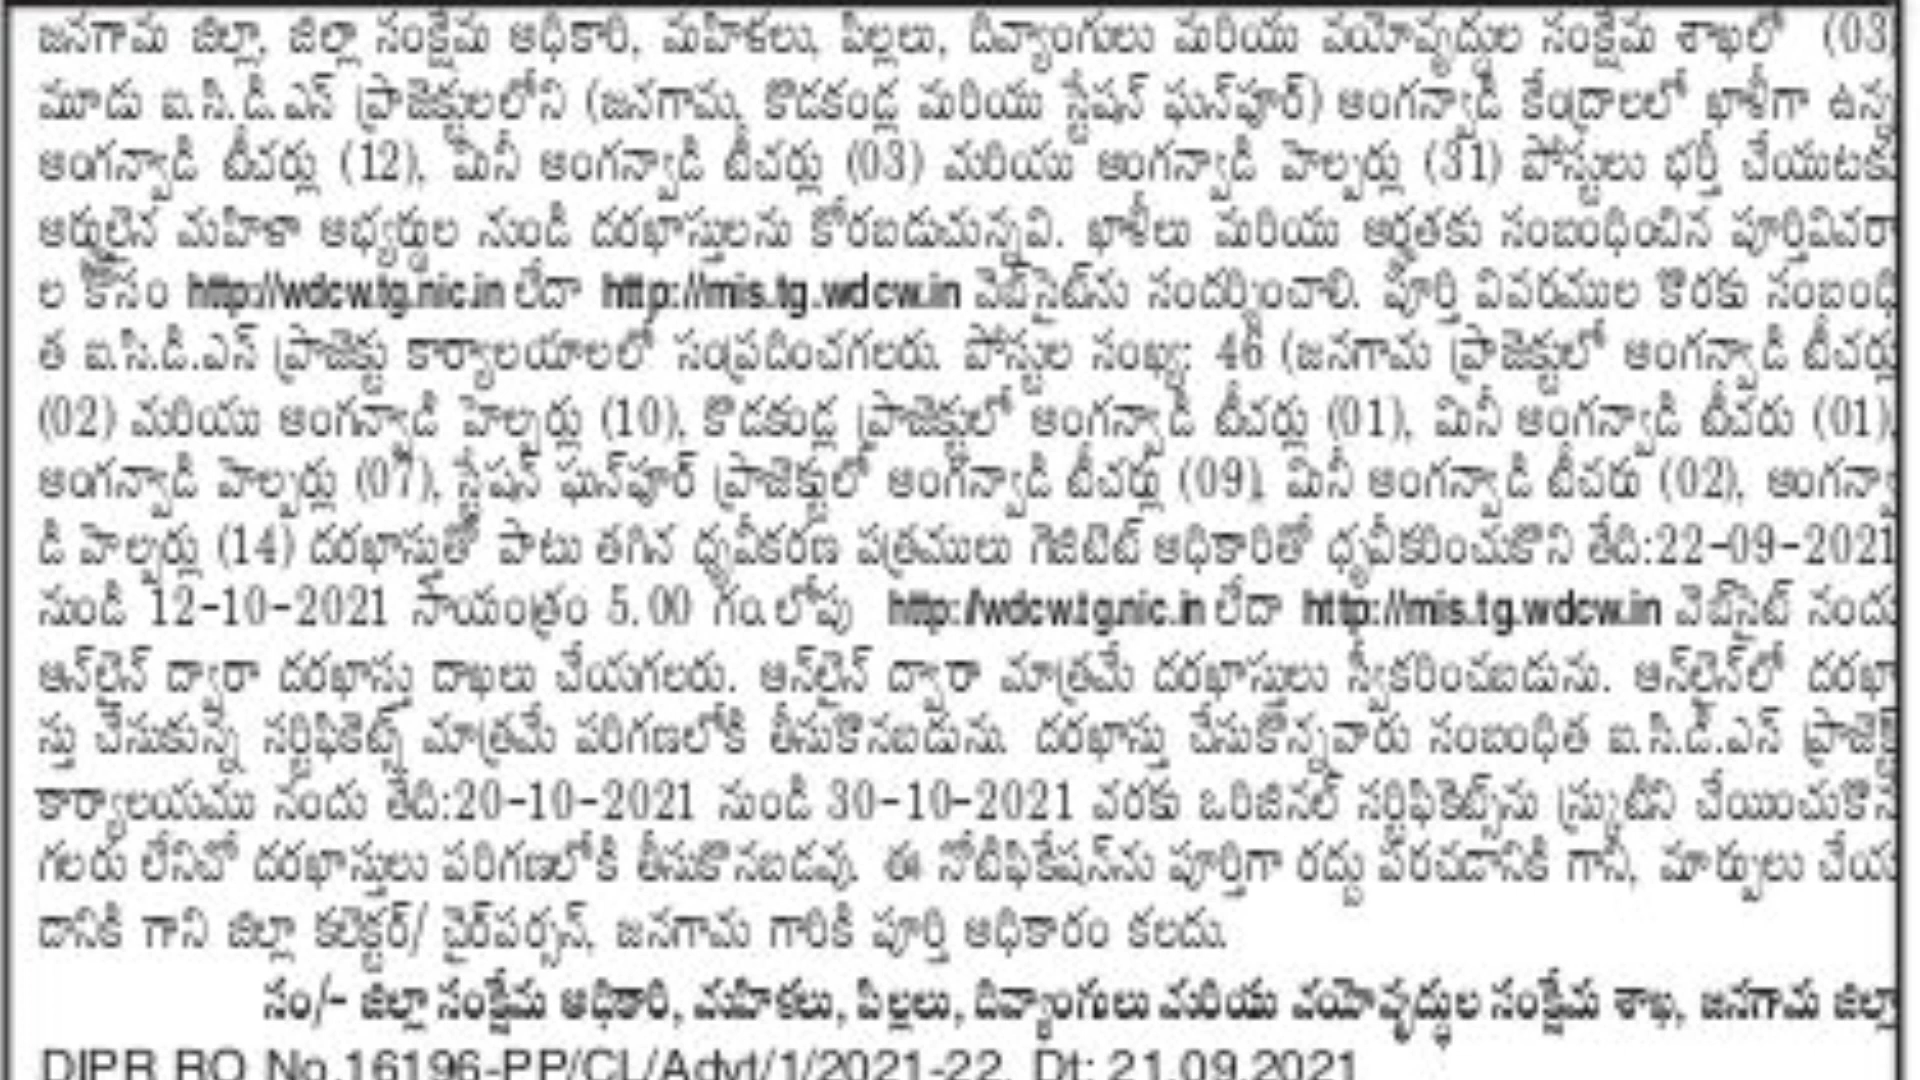 జనగామ జిల్లా, జిల్లా సంక్షేమ అధికారి, మహిళలు, పిల్లలు, దివ్యాంగులు మరియు వయోవృద్ధుల సంక్షేమ శాఖలో (03)
మూడు ఐ.సి.డి.ఎస్ ప్రాజెక్టులలోని (జనగామ, కొడకండ్ల మరియు స్టేషన్ ఘన్‌పూర్) అంగన్వాడీ కేంద్రాలలో ఖాళీగా ఉన్న
అంగన్వాడి టీచర్లు (12), మినీ అంగన్వాడి టీచర్లు (03) మరియు అంగన్వాడి హెల్పర్లు (31) పోస్టులు భర్తీ చేయుటకు
అర్హులైన మహిళా అభ్యర్థుల నుండి దరఖాస్తులను కోరబడుచున్నవి. ఖాళీలు మరియు అర్హతకు సంబంధించిన పూర్తివివరా
ల కోసం http://wdcw.tg.nic.in లేదా http://mis.tg.wdcw.in వెబ్‌సైట్‌ను సందర్శించాలి. పూర్తి వివరముల కొరకు సంబంధి
త ఐ.సి.డి.ఎస్ ప్రాజెక్టు కార్యాలయాలలో సంప్రదించగలరు. పోస్టుల సంఖ్య: 46 (జనగామ ప్రాజెక్టులో అంగన్వాడి టీచర్లు
(02) మరియు అంగన్వాడి హెల్పర్లు (10), కొడకండ్ల ప్రాజెక్టులో అంగన్వాడి టీచర్లు (01), మినీ అంగన్వాడి టీచరు (01),
అంగన్వాడి హెల్పర్లు (07), స్టేషన్ ఘన్‌పూర్ ప్రాజెక్టులో అంగన్వాడి టీచర్లు (09), మినీ అంగన్వాడి టీచరు (02), అంగన్వా
డి హెల్పర్లు (14) దరఖాస్తుతో పాటు తగిన ధృవీకరణ పత్రములు గెజిటెట్ అధికారితో ధృవీకరించుకొని తేది:22-09-2021
నుండి 12-10-2021 సాయంత్రం 5.00 గం.లోపు http:/wdcw.tg.nic.in లేదా http://mis.tg.wdcw.in వెబ్‌సైట్ నందు
ఆన్‌లైన్ ద్వారా దరఖాస్తు దాఖలు చేయగలరు. ఆన్‌లైన్ ద్వారా మాత్రమే దరఖాస్తులు స్వీకరించబడును. ఆన్‌లైన్‌లో దరఖా
స్తు చేసుకున్న సర్టిఫికెట్స్ మాత్రమే పరిగణలోకి తీసుకొనబడును. దరఖాస్తు చేసుకొన్నవారు సంబంధిత ఐ.సి.డి.ఎస్ ప్రాజెక్ట్
కార్యాలయము నందు తేది:20-10-2021 నుండి 30-10-2021 వరకు ఒరిజినల్ సర్టిఫికెట్స్‌ను స్క్రుటిని చేయించుకొన
గలరు లేనిచో దరఖాస్తులు పరిగణలోకి తీసుకొనబడవు. ఈ నోటిఫికేషన్‌ను పూర్తిగా రద్దు పరచడానికి గానీ, మార్పులు చేయ
డానికి గాని జిల్లా కలెక్టర్/ చైర్‌పర్సన్, జనగామ గారికి పూర్తి అధికారం కలదు.
సం/- జిల్లా సంక్షేమ అధికారి, మహిళలు, పిల్లలు, దివ్యాంగులు మరియు వయోవృద్ధుల సంక్షేమ శాఖ, జనగామ జిల్లా
DIPR RO No.16196-PP/CL/Advt/1/2021-22, Dt: 21.09.2021